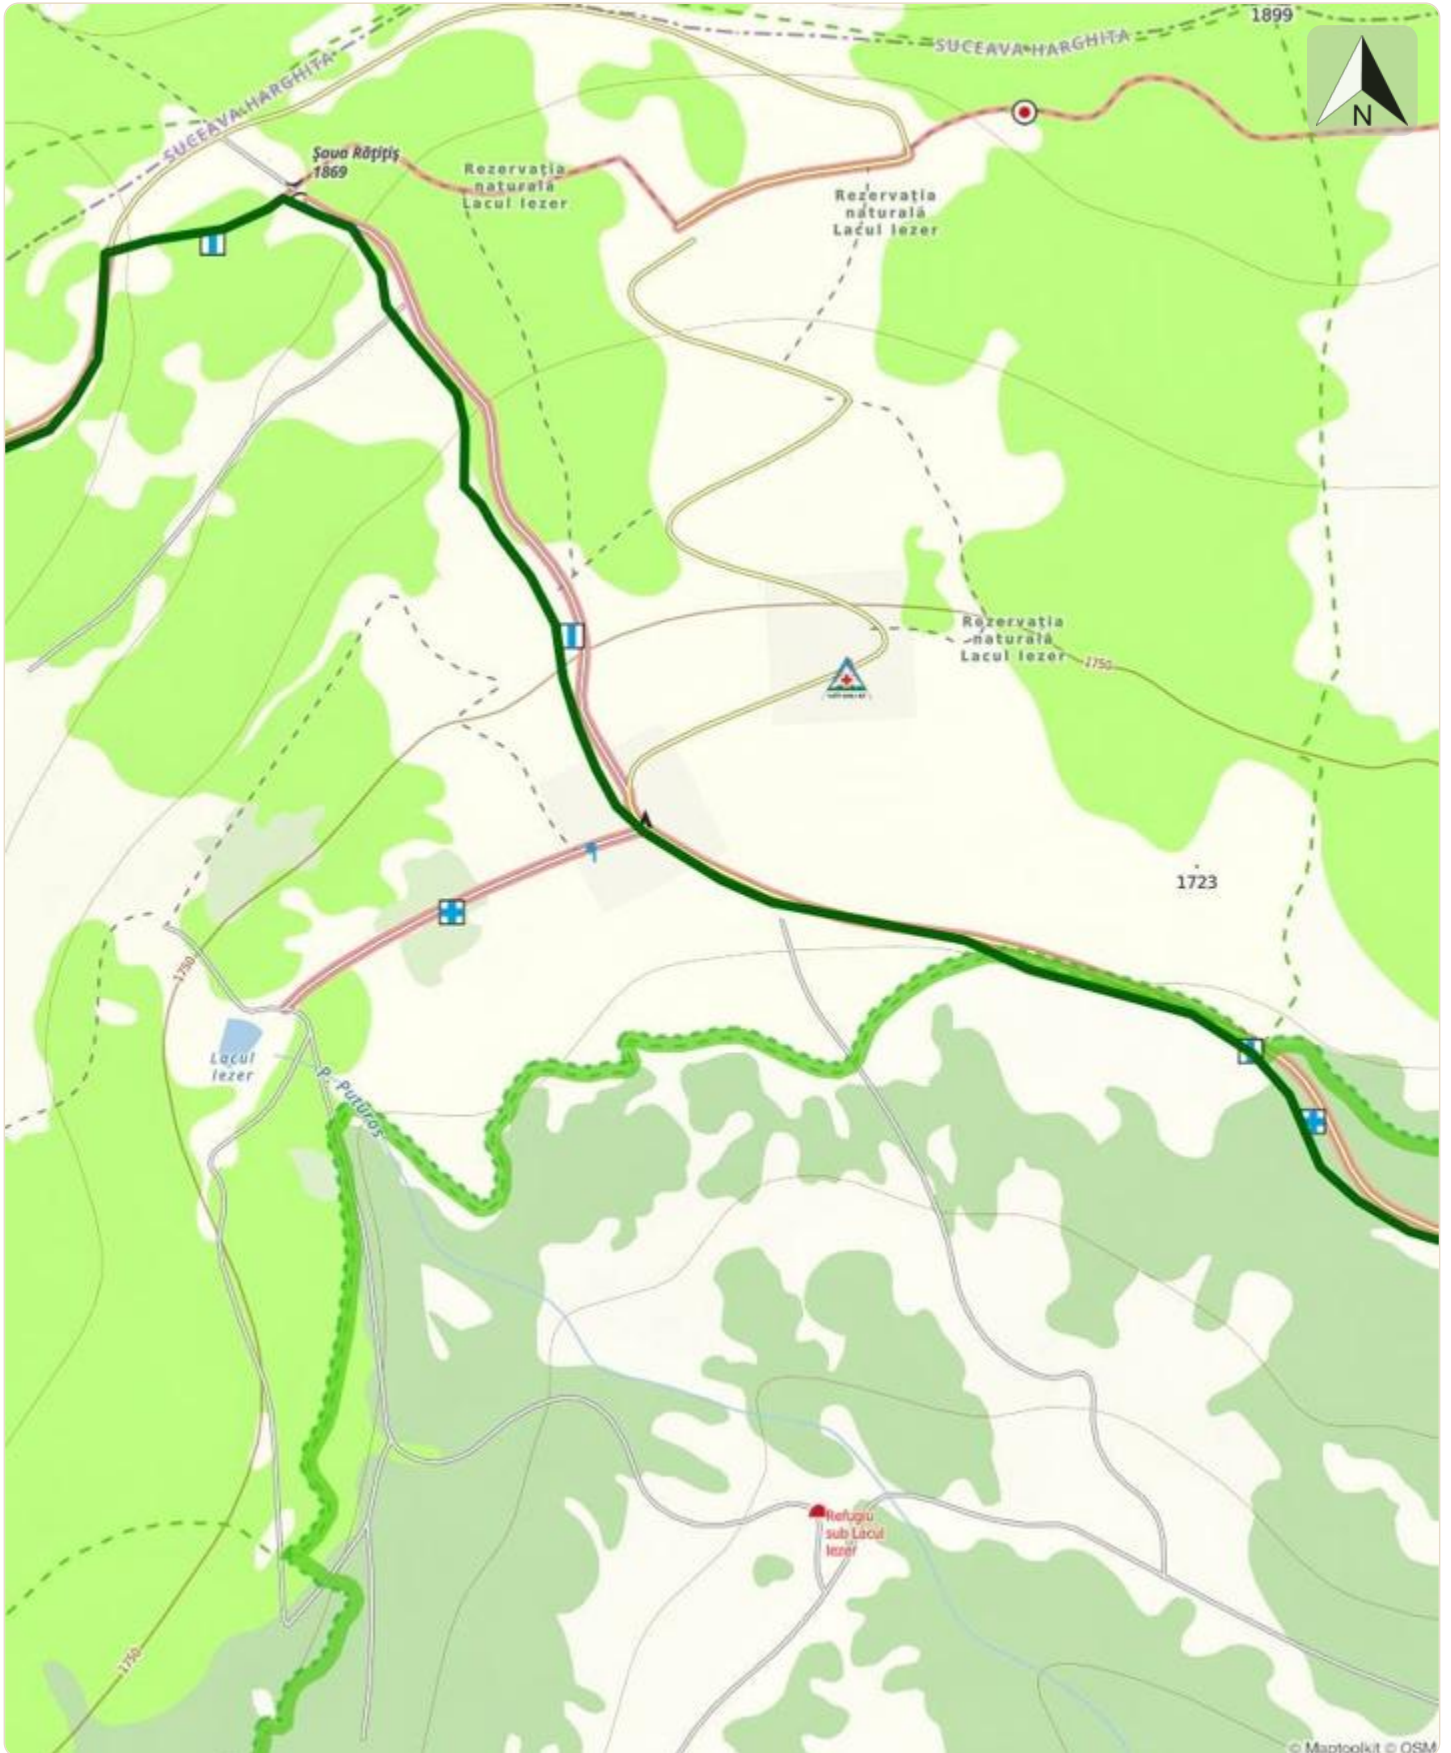 1899
SUCEAVA HARGHITA
SUCEAVA HARGHITA
N
Șaua Rățițiș
1869
Rezervația
naturală
Lacul Iezer
Rezervația
naturală
Lacul Iezer
Rezervația
naturală
Lacul Iezer
1750
1723
1750
Lacul
Iezer
P. Puturos
Refugiu
sub Lacul
Iezer
1750
© Maptoolkit © OSM